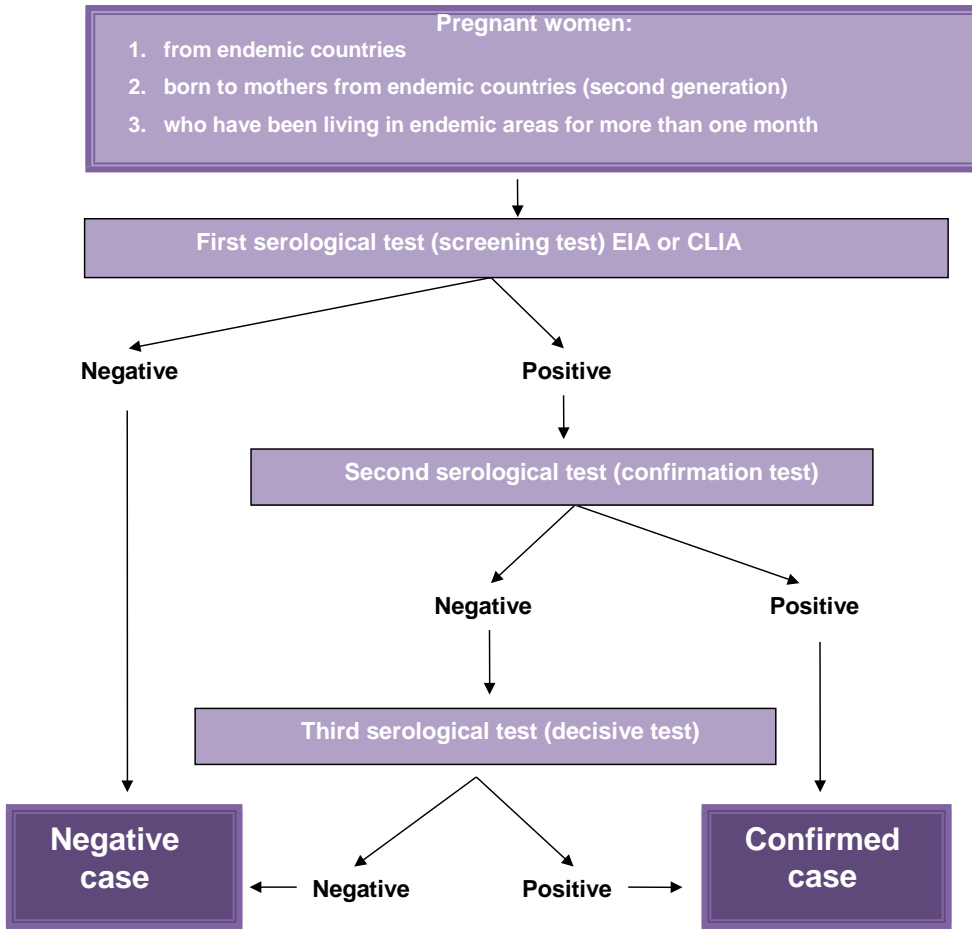 Pregnant women:
1. from endemic countries
2. born to mothers from endemic countries (second generation)
3. who have been living in endemic areas for more than one month
First serological test (screening test) EIA or CLIA
Negative
Positive
Second serological test (confirmation test)
Negative
Positive
Third serological test (decisive test)
Negative
case
Negative
Positive
Confirmed
case